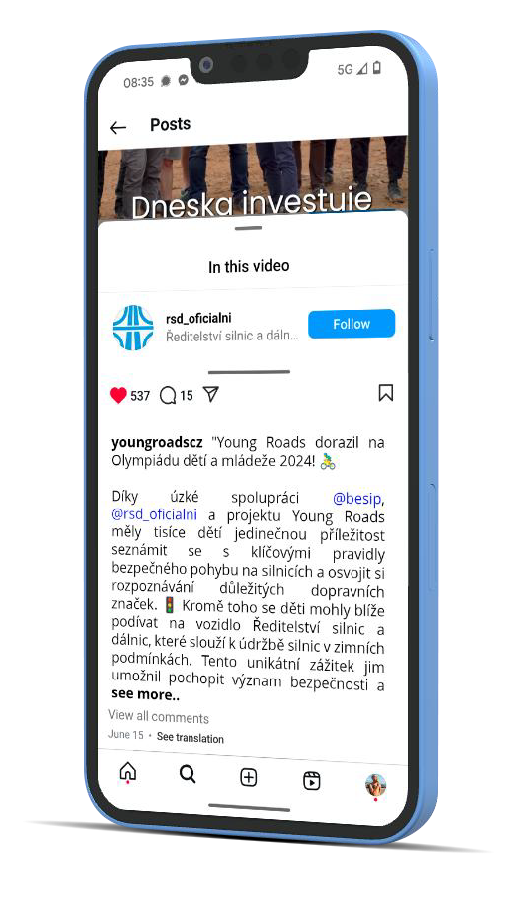 08:35
5G
Posts
Dneska investuje
In this video
rsd_oficialni
Ředitelství silnic a dáln...
Follow
537 15
youngroadscz "Young Roads dorazil na
Olympiádu dětí a mládeže 2024! 🚴
Díky úzké spolupráci @besip,
@rsd_oficialni a projektu Young Roads
měly tisíce dětí jedinečnou příležitost
seznámit se s klíčovými pravidly
bezpečného pohybu na silnicích a osvojit si
rozpoznávání důležitých dopravních
značek. 🚦 Kromě toho se děti mohly blíže
podívat na vozidlo Ředitelství silnic a
dálnic, které slouží k údržbě silnic v zimních
podmínkách. Tento unikátní zážitek jim
umožnil pochopit význam bezpečnosti a
see more..
View all comments
June 15 • See translation